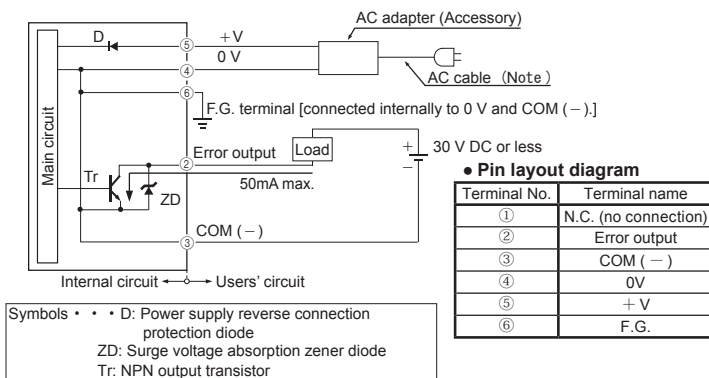 AC adapter (Accessory)
D
⑤
＋V
④
0 V
AC cable （Note）
⑥
F.G. terminal [connected internally to 0 V and COM (－).]
Main circuit
②
Error output
Load
＋
－
30 V DC or less
Tr
ZD
50mA max.
③
COM (－)
Internal circuit
Users' circuit
Symbols・・・D: Power supply reverse connection
protection diode
ZD: Surge voltage absorption zener diode
Tr: NPN output transistor
● Pin layout diagram
Terminal No. Terminal name
① N.C. (no connection)
② Error output
③ COM (－)
④ 0V
⑤ ＋V
⑥ F.G.